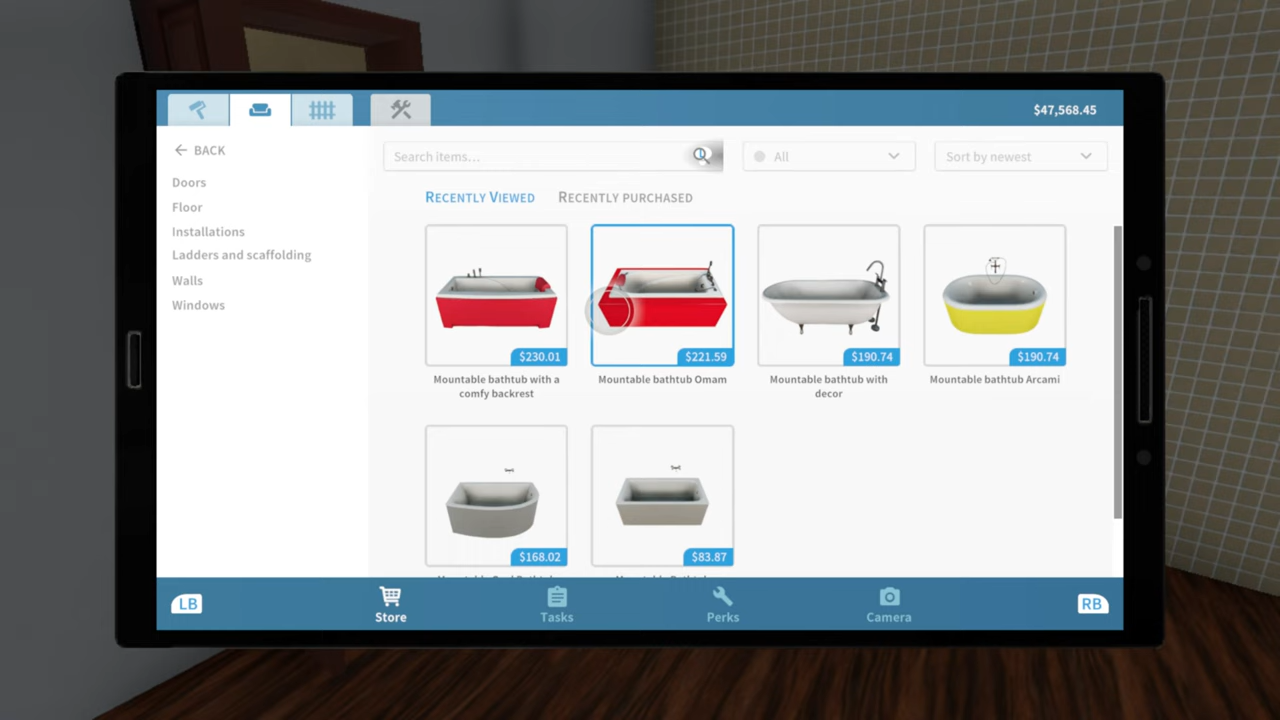 $47,568.45
BACK
Search items...
All
Sort by newest
Doors
Floor
Installations
Ladders and scaffolding
Walls
Windows
RECENTLY VIEWED
RECENTLY PURCHASED
$230.01
$221.59
$190.74
$190.74
Mountable bathtub with a
comfy backrest
Mountable bathtub Omam
Mountable bathtub with
decor
Mountable bathtub Arcami
$168.02
$83.87
LB
Store
Tasks
Perks
Camera
RB